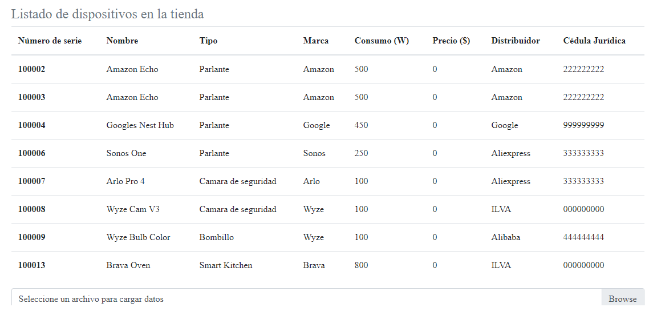 Listado de dispositivos en la tienda
Número de serie Nombre Tipo Marca Consumo (W) Precio ($) Distribuidor Cédula Jurídica
100002 Amazon Echo Parlante Amazon 500 0 Amazon 222222222
100003 Amazon Echo Parlante Amazon 500 0 Amazon 222222222
100004 Googles Nest Hub Parlante Google 450 0 Google 999999999
100006 Sonos One Parlante Sonos 250 0 Aliexpress 333333333
100007 Arlo Pro 4 Camara de seguridad Arlo 100 0 Aliexpress 333333333
100008 Wyze Cam V3 Camara de seguridad Wyze 100 0 ILVA 000000000
100009 Wyze Bulb Color Bombillo Wyze 100 0 Alibaba 444444444
100013 Brava Oven Smart Kitchen Brava 800 0 ILVA 000000000
Seleccione un archivo para cargar datos Browse